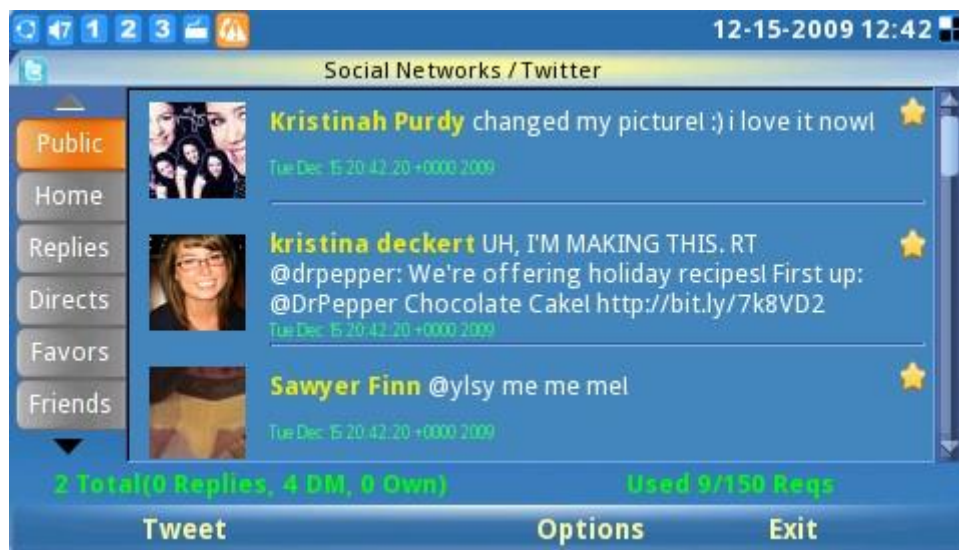 47 1 2 3 12-15-2009 12:42
Social Networks / Twitter
Public
Home
Replies
Directs
Favors
Friends
Kristinah Purdy changed my picture! :) i love it now!
Tue Dec 15 20:42:20 +0000 2009
kristina deckert UH, I'M MAKING THIS. RT
@drpepper: We're offering holiday recipes! First up:
@DrPepper Chocolate Cake! http://bit.ly/7k8VD2
Tue Dec 15 20:42:20 +0000 2009
Sawyer Finn @ylsy me me me!
Tue Dec 15 20:42:20 +0000 2009
2 Total(0 Replies, 4 DM, 0 Own) Used 9/150 Reqs
Tweet Options Exit